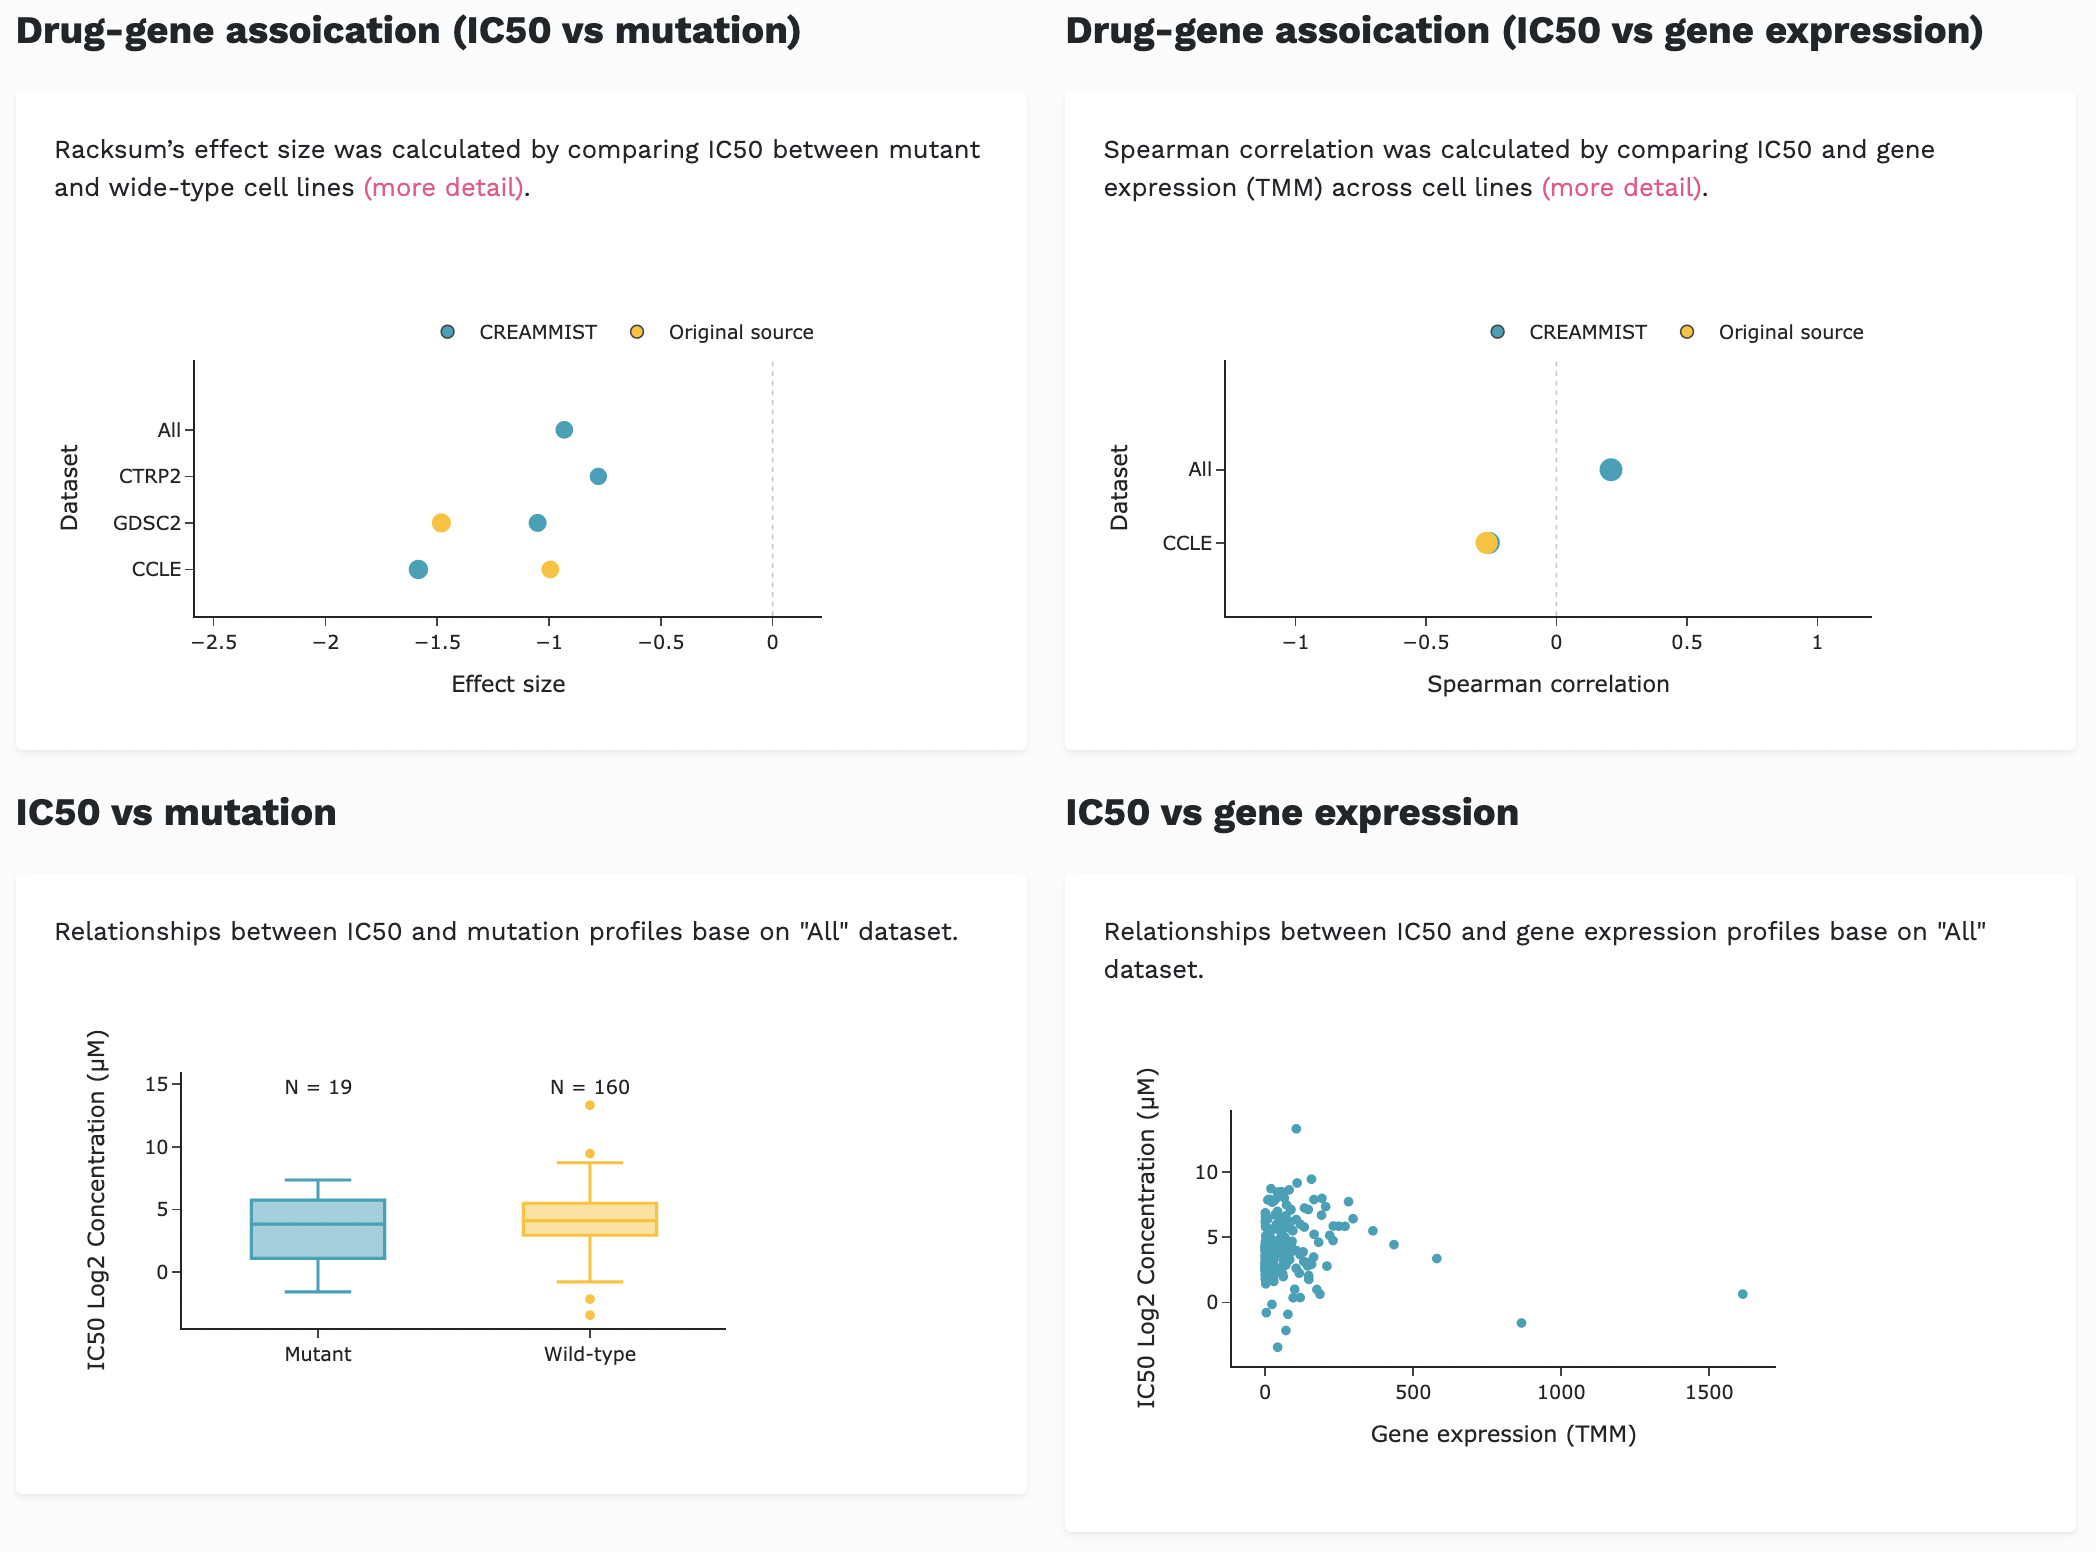 Drug-gene assoication (IC50 vs mutation)
Racksum’s effect size was calculated by comparing IC50 between mutant
and wide-type cell lines (more detail).
CREAMMIST
Original source
Dataset
All
CTRP2
GDSC2
CCLE
−2.5
−2
−1.5
−1
−0.5
0
Effect size
Drug-gene assoication (IC50 vs gene expression)
Spearman correlation was calculated by comparing IC50 and gene
expression (TMM) across cell lines (more detail).
CREAMMIST
Original source
Dataset
All
CCLE
−1
−0.5
0
0.5
1
Spearman correlation
IC50 vs mutation
Relationships between IC50 and mutation profiles base on "All" dataset.
IC50 Log2 Concentration (μM)
15
10
5
0
N = 19
N = 160
Mutant
Wild-type
IC50 vs gene expression
Relationships between IC50 and gene expression profiles base on "All"
dataset.
IC50 Log2 Concentration (μM)
10
5
0
0
500
1000
1500
Gene expression (TMM)